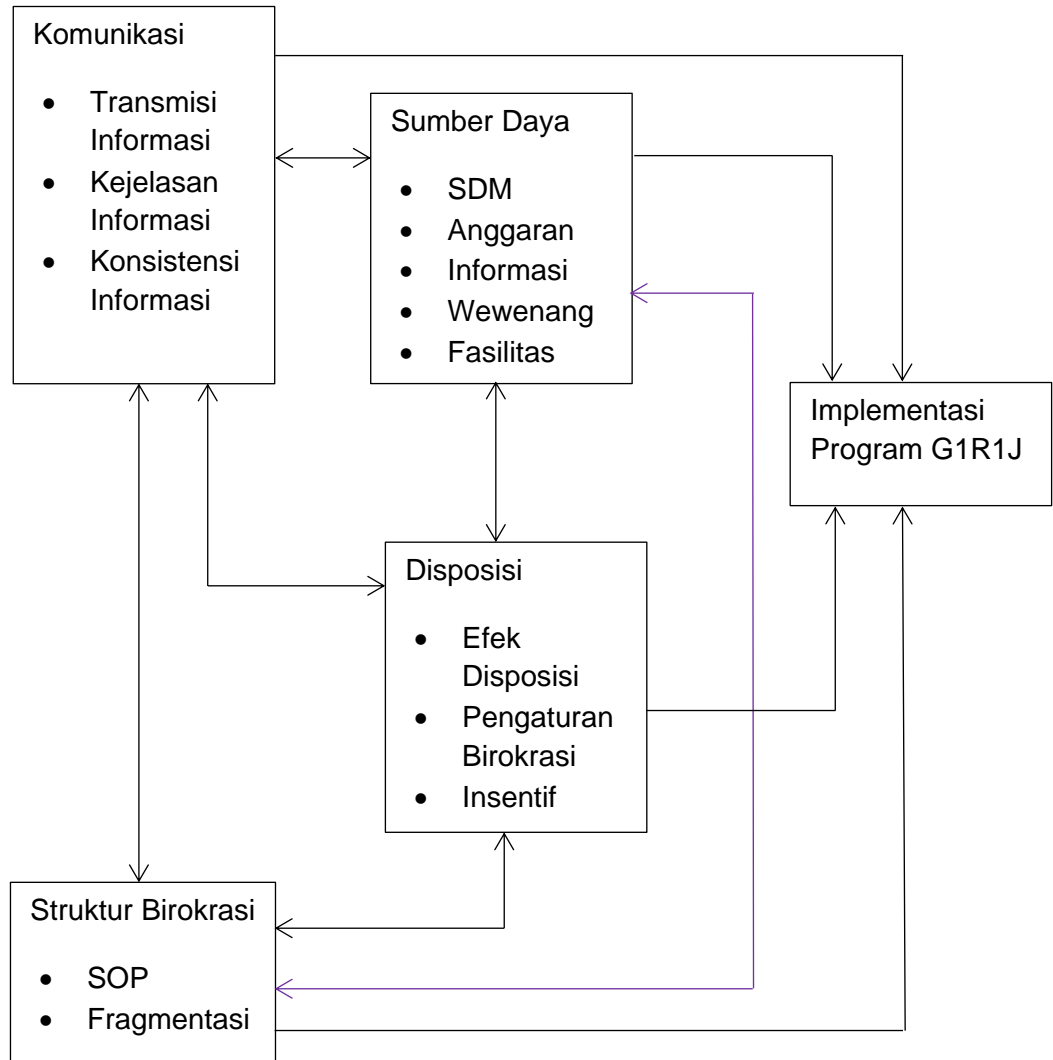 Komunikasi
• Transmisi
Informasi
• Kejelasan
Informasi
• Konsistensi
Informasi
Sumber Daya
• SDM
• Anggaran
• Informasi
• Wewenang
• Fasilitas
Implementasi
Program G1R1J
Disposisi
• Efek
Disposisi
• Pengaturan
Birokrasi
• Insentif
Struktur Birokrasi
• SOP
• Fragmentasi